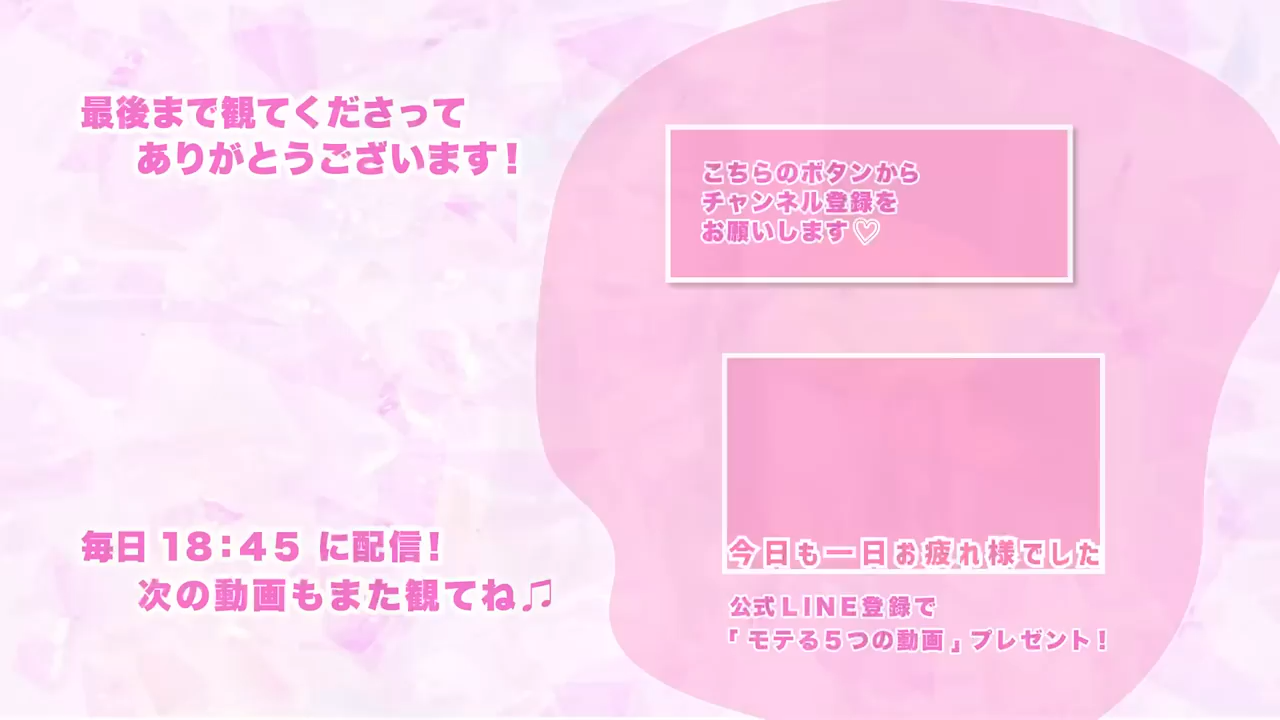 最後まで観てくださって
ありがとうございます!
こちらのボタンから
チャンネル登録を
お願いします♡
毎日 18:45 に配信!
次の動画もまた観てね♫
今日も一日お疲れ様でした
公式LINE登録で
「モテる5つの動画」プレゼント!